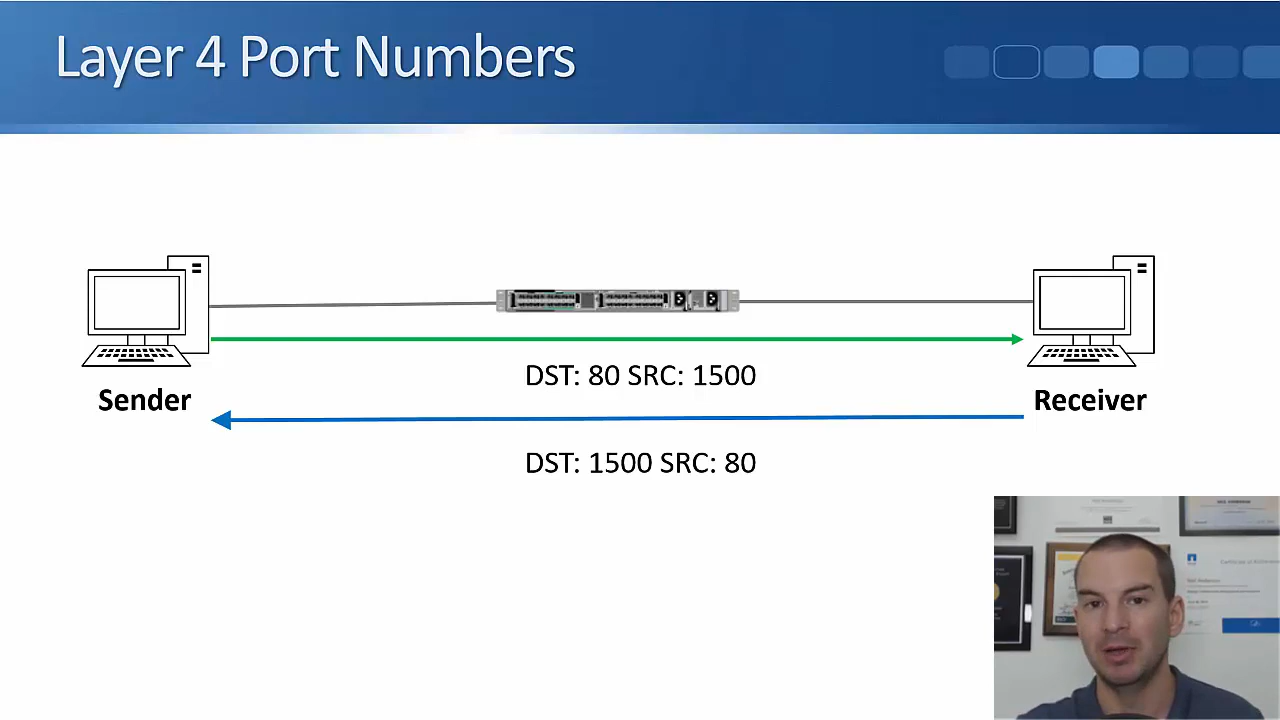 Layer 4 Port Numbers
DST: 80 SRC: 1500
Sender
Receiver
DST: 1500 SRC: 80